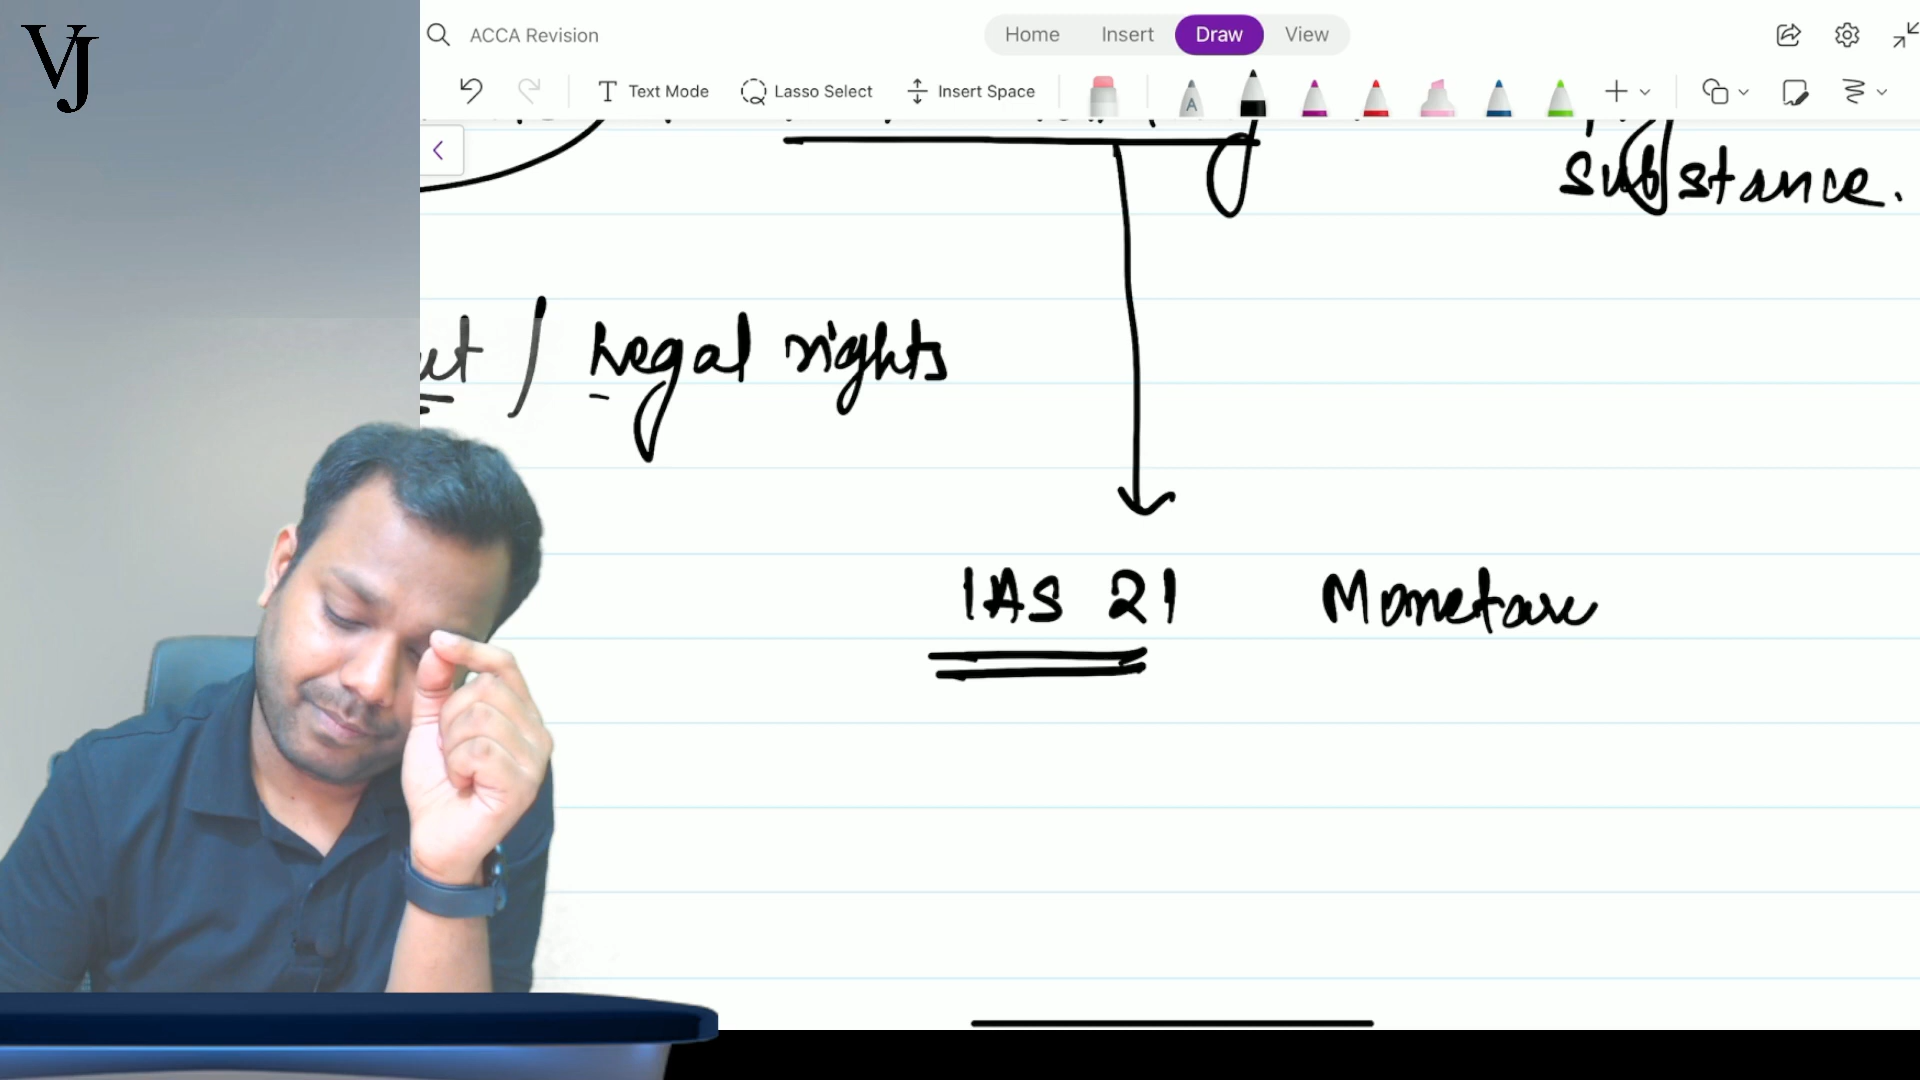 VJ
ACCA Revision
Home Insert Draw View
Text Mode Lasso Select Insert Space A
substance.
/ Legal rights
IAS 21 Monetary